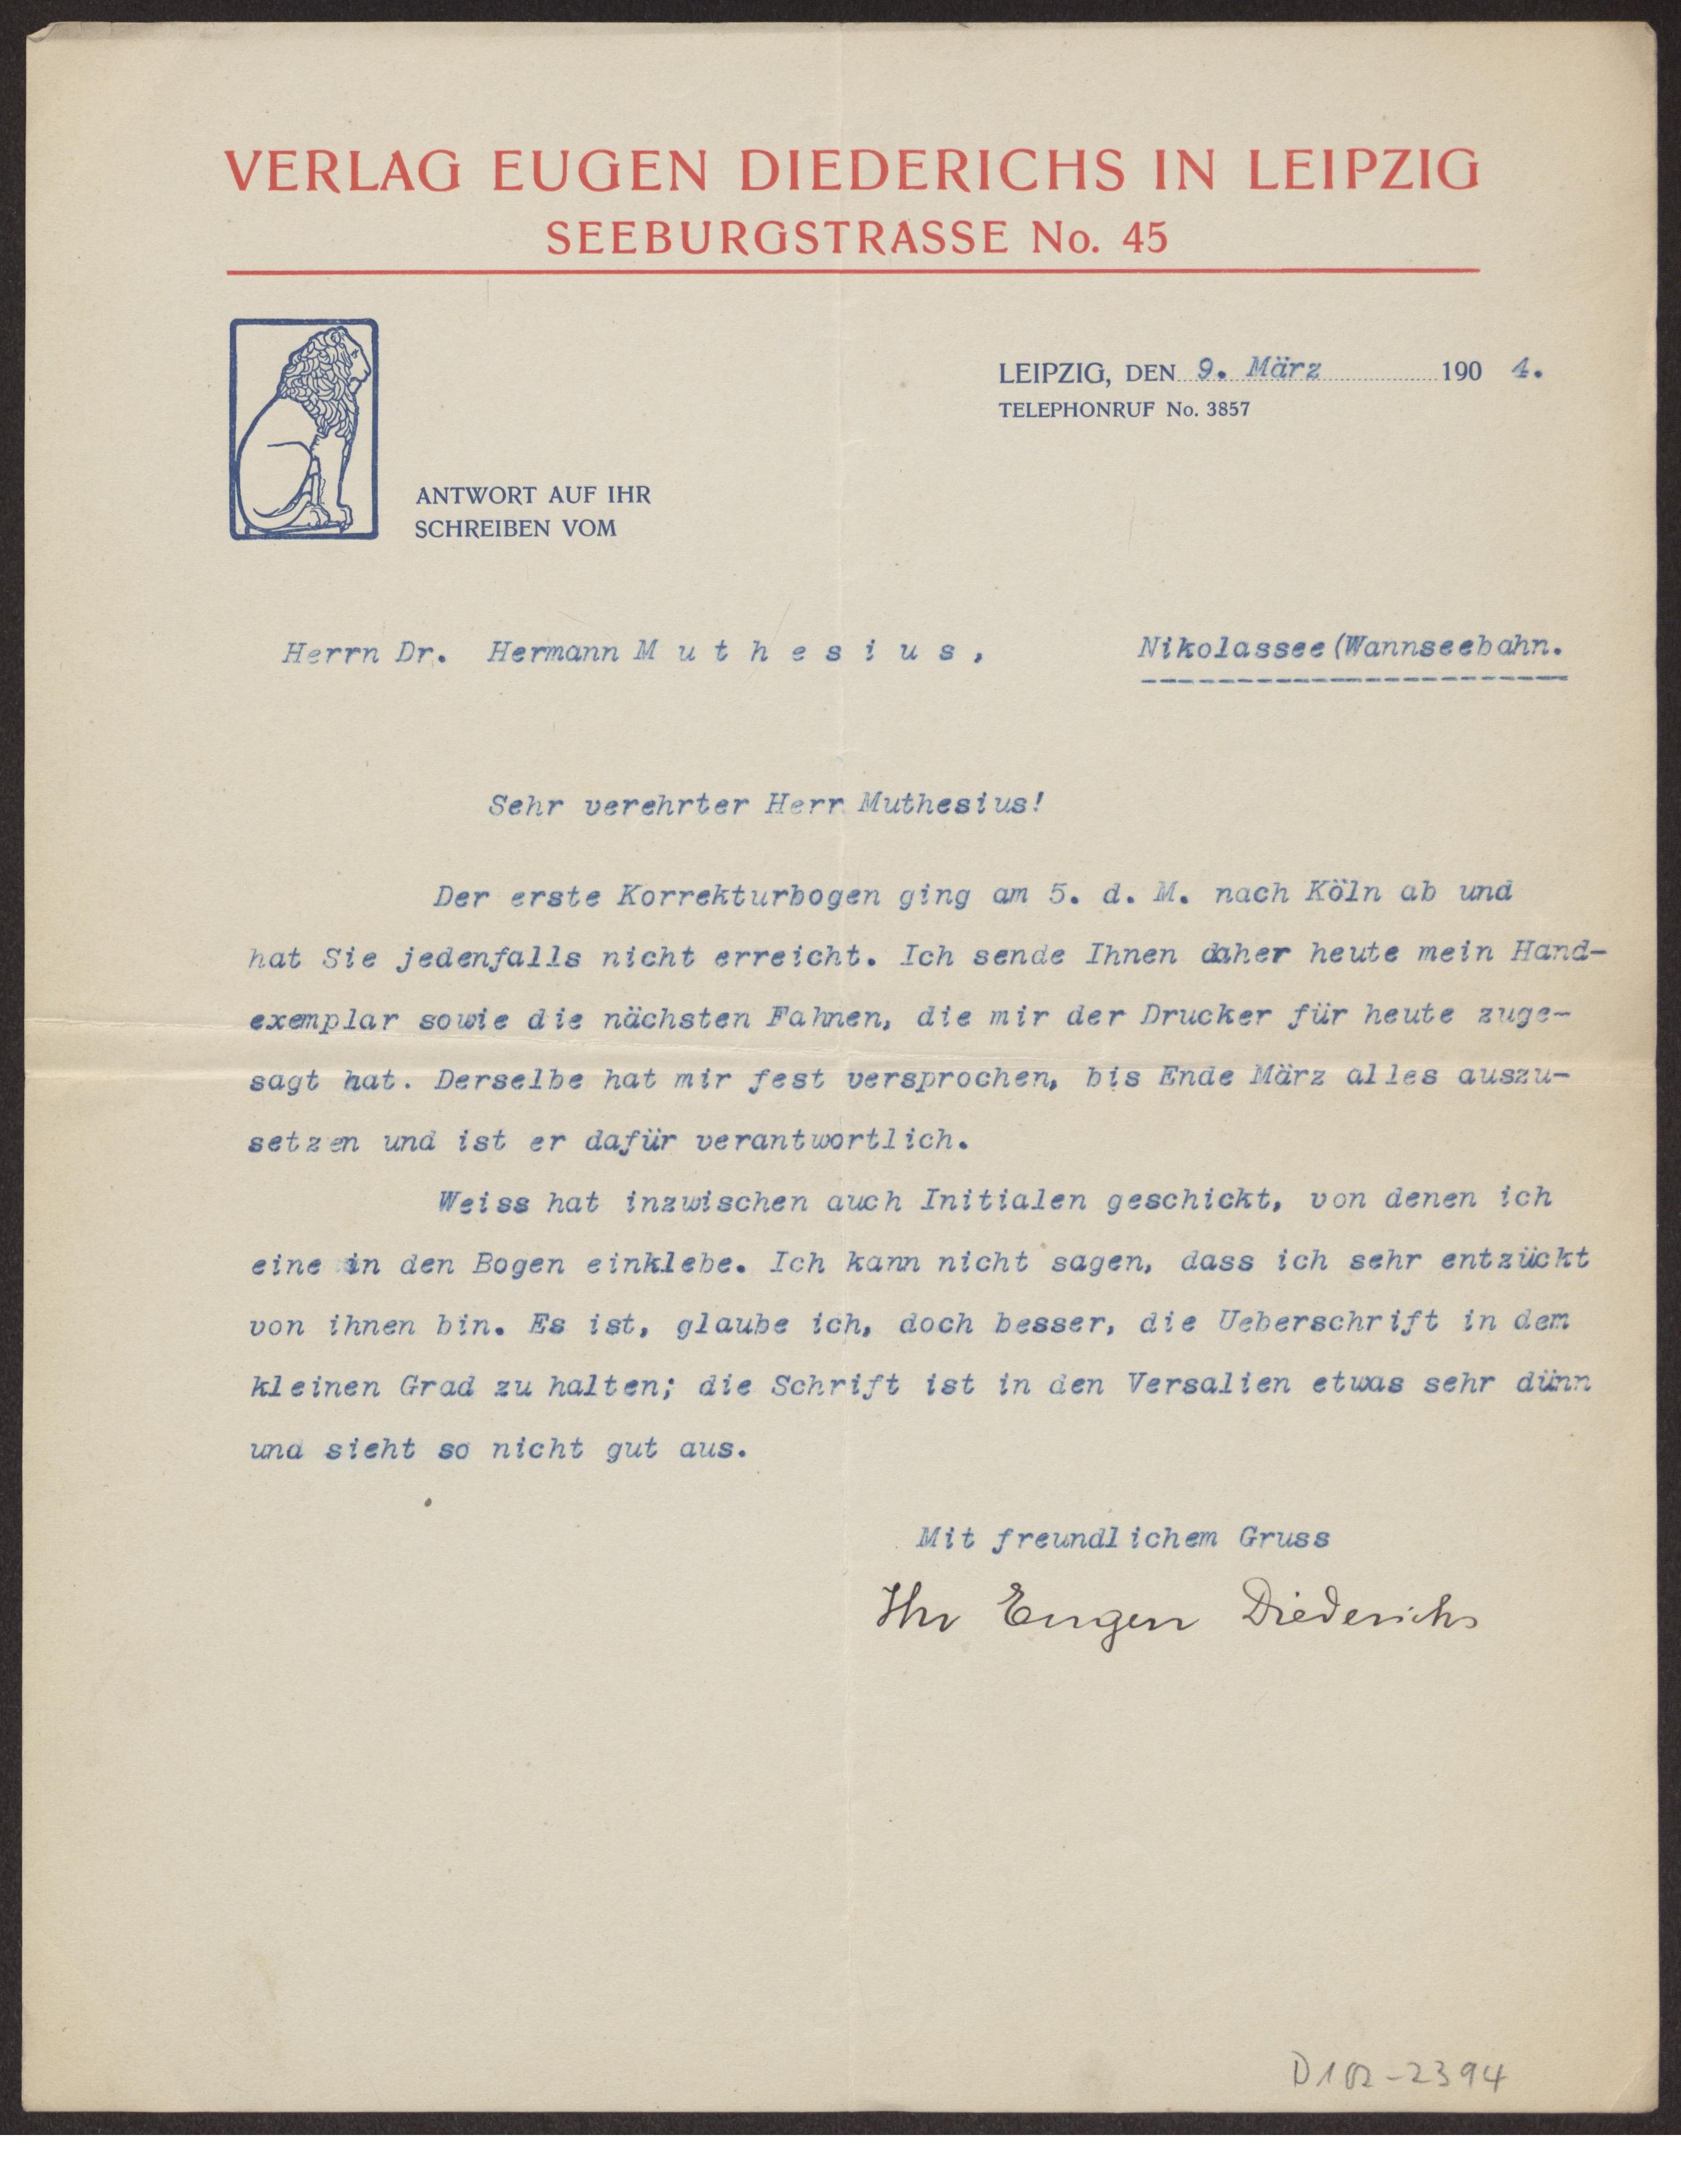 VERLAG EUGEN DIEDERICHS IN LEIPZIG
SEEBURGSTRASSE No. 45
LEIPZIG, DEN 9. März 190 4.
TELEPHONRUF No. 3857
ANTWORT AUF IHR
SCHREIBEN VOM
Herrn Dr. Hermann M u t h e s i u s , Nikolassee (Wannseebahn.
Sehr verehrter Herr Muthesius!
Der erste Korrekturbogen ging am 5. d. M. nach Köln ab und
hat Sie jedenfalls nicht erreicht. Ich sende Ihnen daher heute mein Hand-
exemplar sowie die nächsten Fahnen, die mir der Drucker für heute zuge-
sagt hat. Derselbe hat mir fest versprochen, bis Ende März alles auszu-
setzen und ist er dafür verantwortlich.
Weiss hat inzwischen auch Initialen geschickt, von denen ich
eine in den Bogen einklebe. Ich kann nicht sagen, dass ich sehr entzückt
von ihnen bin. Es ist, glaube ich, doch besser, die Ueberschrift in dem
kleinen Grad zu halten; die Schrift ist in den Versalien etwas sehr dünn
und sieht so nicht gut aus.
Mit freundlichem Gruss
Ihr Eugen Diederichs
D 102-2394